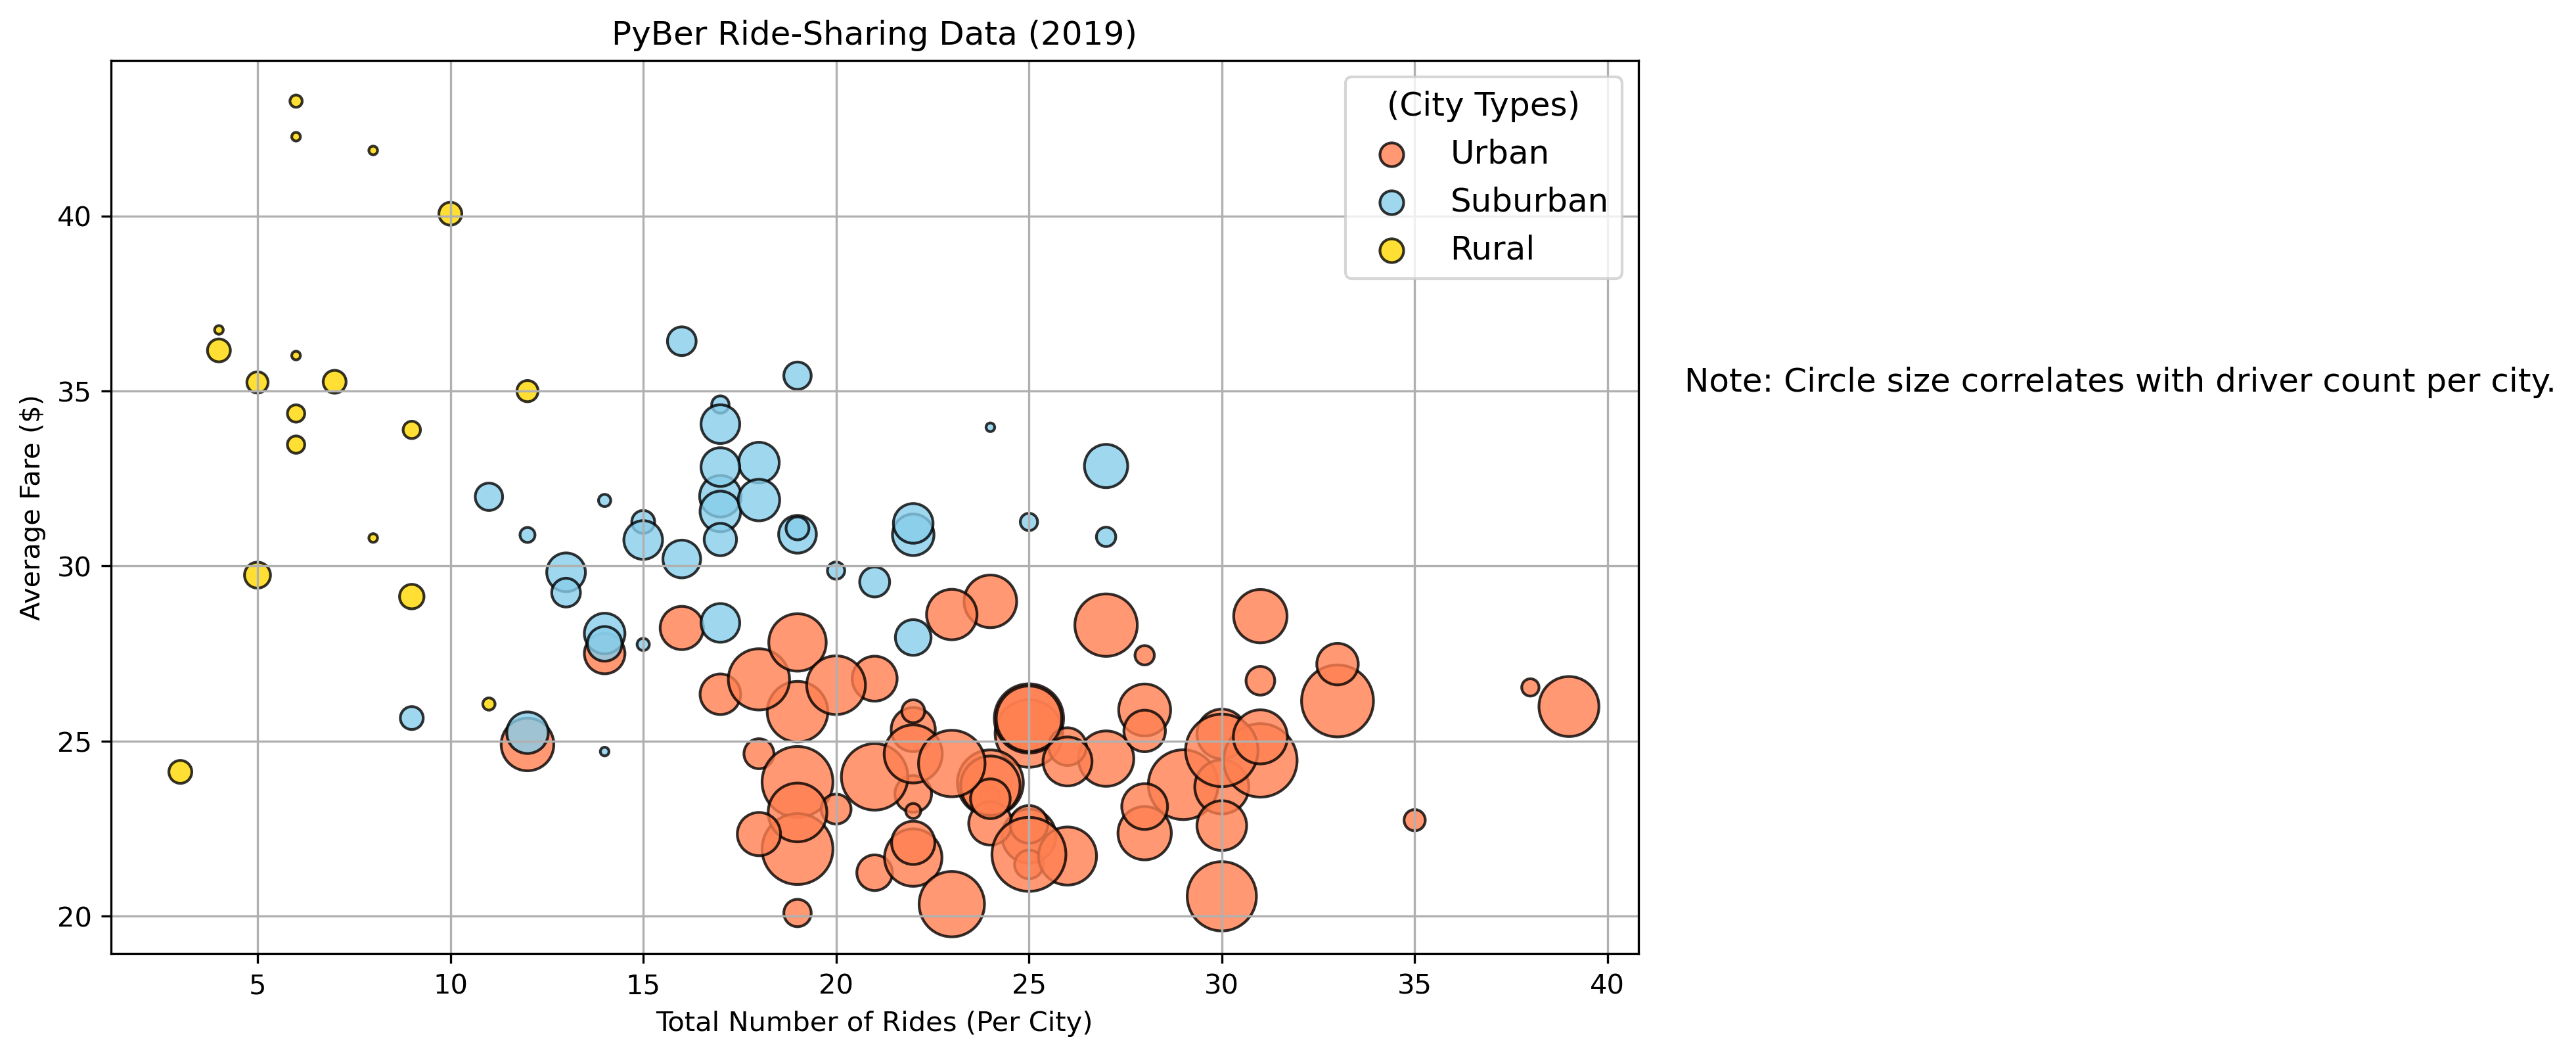 PyBer Ride-Sharing Data (2019)
(City Types)
Urban
Suburban
Rural
Note: Circle size correlates with driver count per city.
Average Fare ($)
40
35
30
25
20
5 10 15 20 25 30 35 40
Total Number of Rides (Per City)